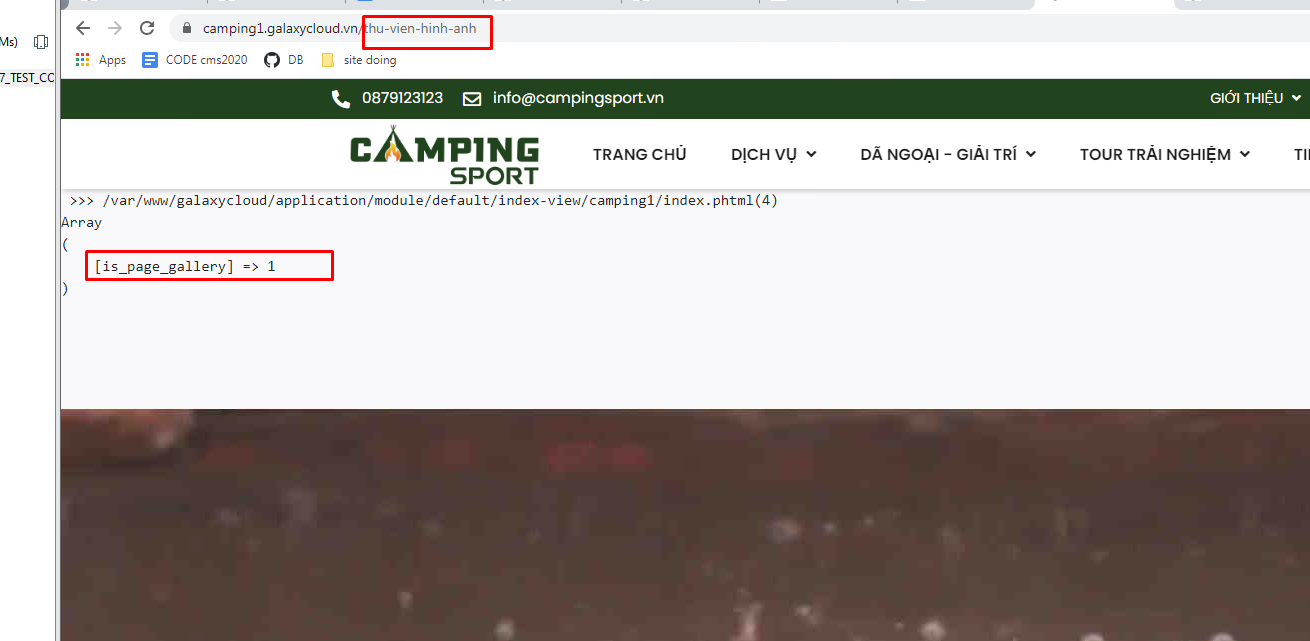 Ms)
7_TEST_CO
camping1.galaxycloud.vn/thu-vien-hinh-anh
Apps CODE cms2020 DB site doing
0879123123 info@campingsport.vn GIỚI THIỆU
CAMPING
SPORT
TRANG CHỦ DỊCH VỤ DÃ NGOẠI - GIẢI TRÍ TOUR TRẢI NGHIỆM TI
>>> /var/www/galaxycloud/application/module/default/index-view/camping1/index.phtml(4)
Array
(
[is_page_gallery] => 1
)